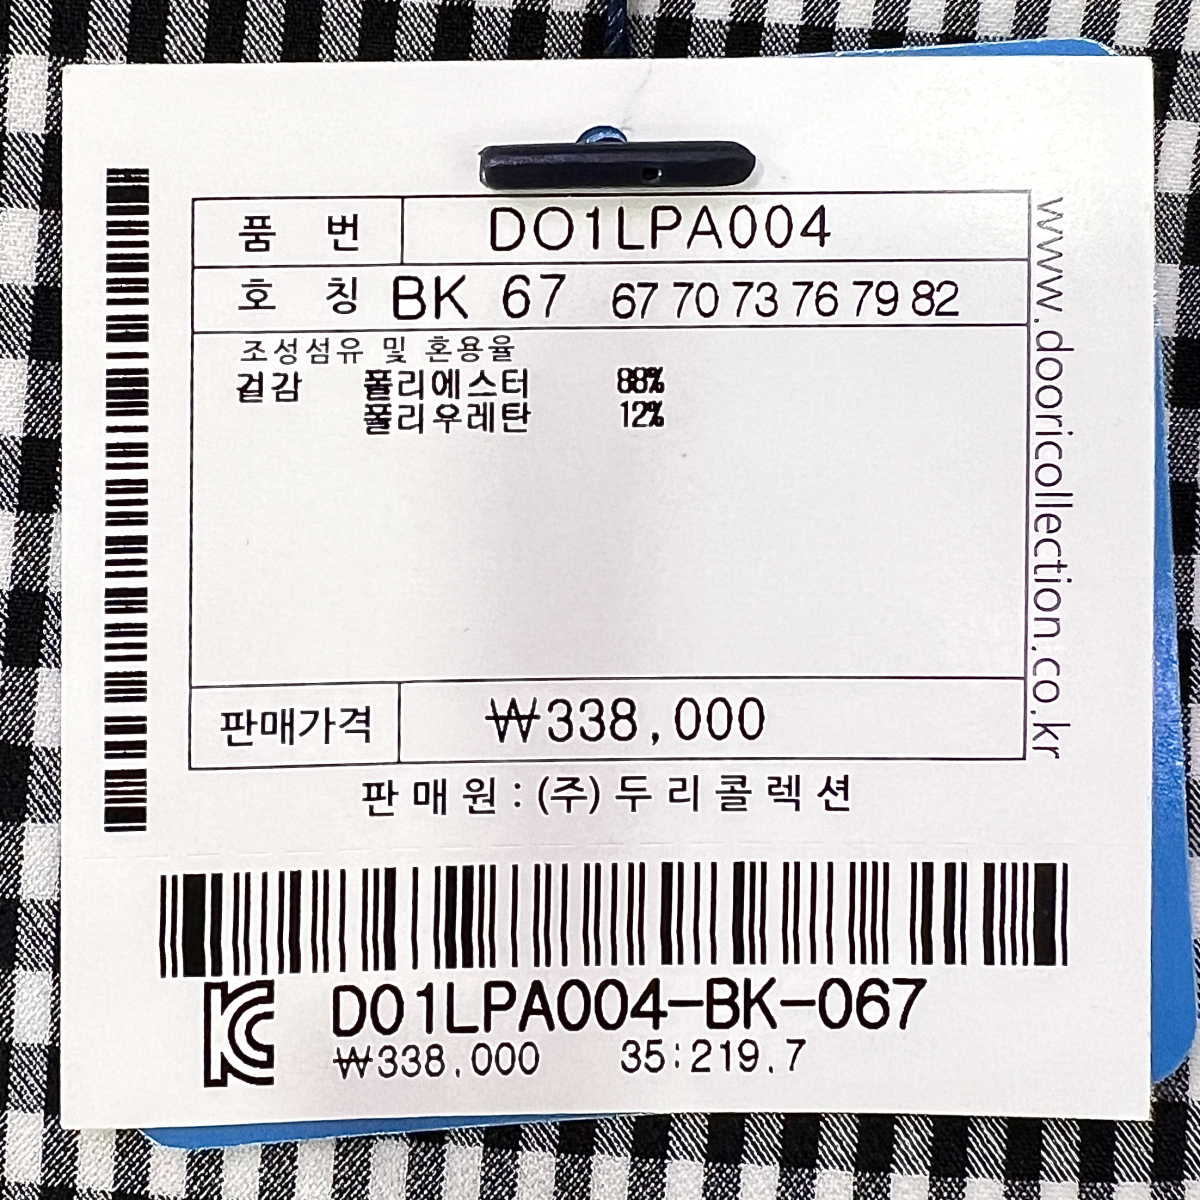 품 번 DO1LPA004
호 칭 BK 67 67 70 73 76 79 82
조성섬유 및 혼용율
겉감 폴리에스터 88%
폴리우레탄 12%
판매가격 ₩338,000
판매원 : (주)두리콜렉션
www.dooricollection.co.kr
KC DO1LPA004-BK-067
₩338,000 35:219.7